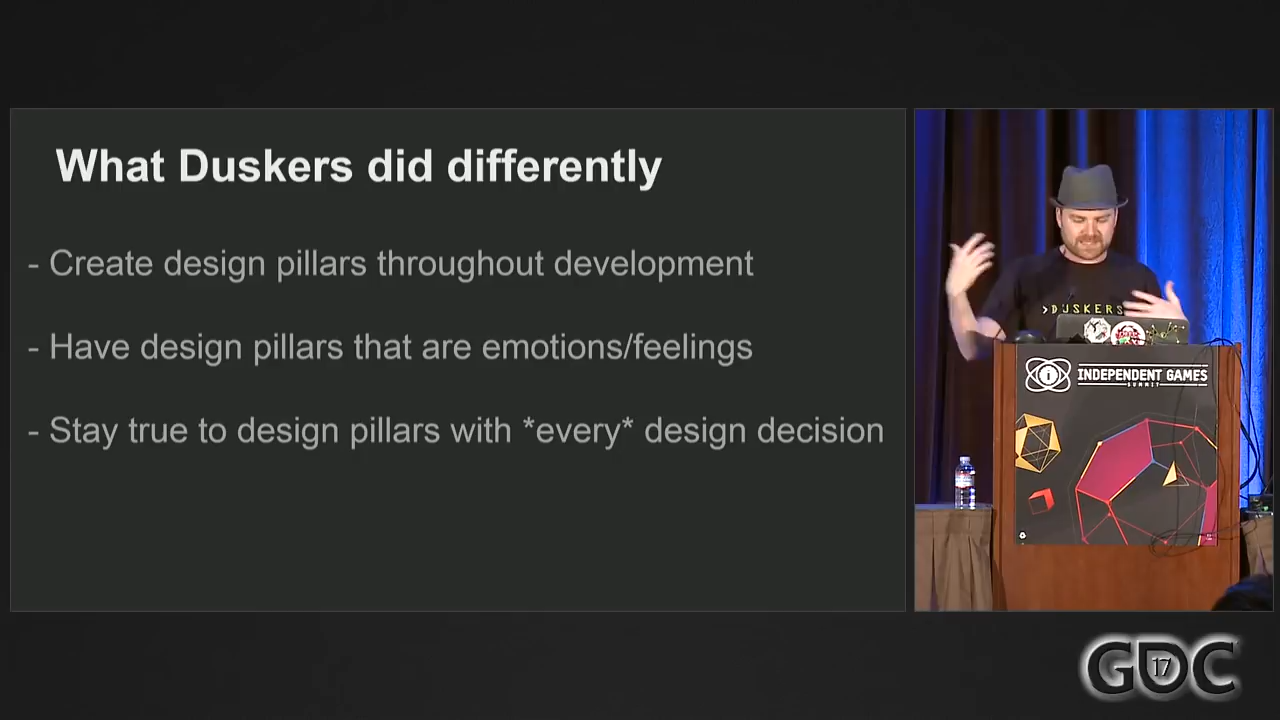 What Duskers did differently
- Create design pillars throughout development
- Have design pillars that are emotions/feelings
- Stay true to design pillars with *every* design decision
>DUSKERS
INDEPENDENT GAMES
SUMMIT
GDC
17